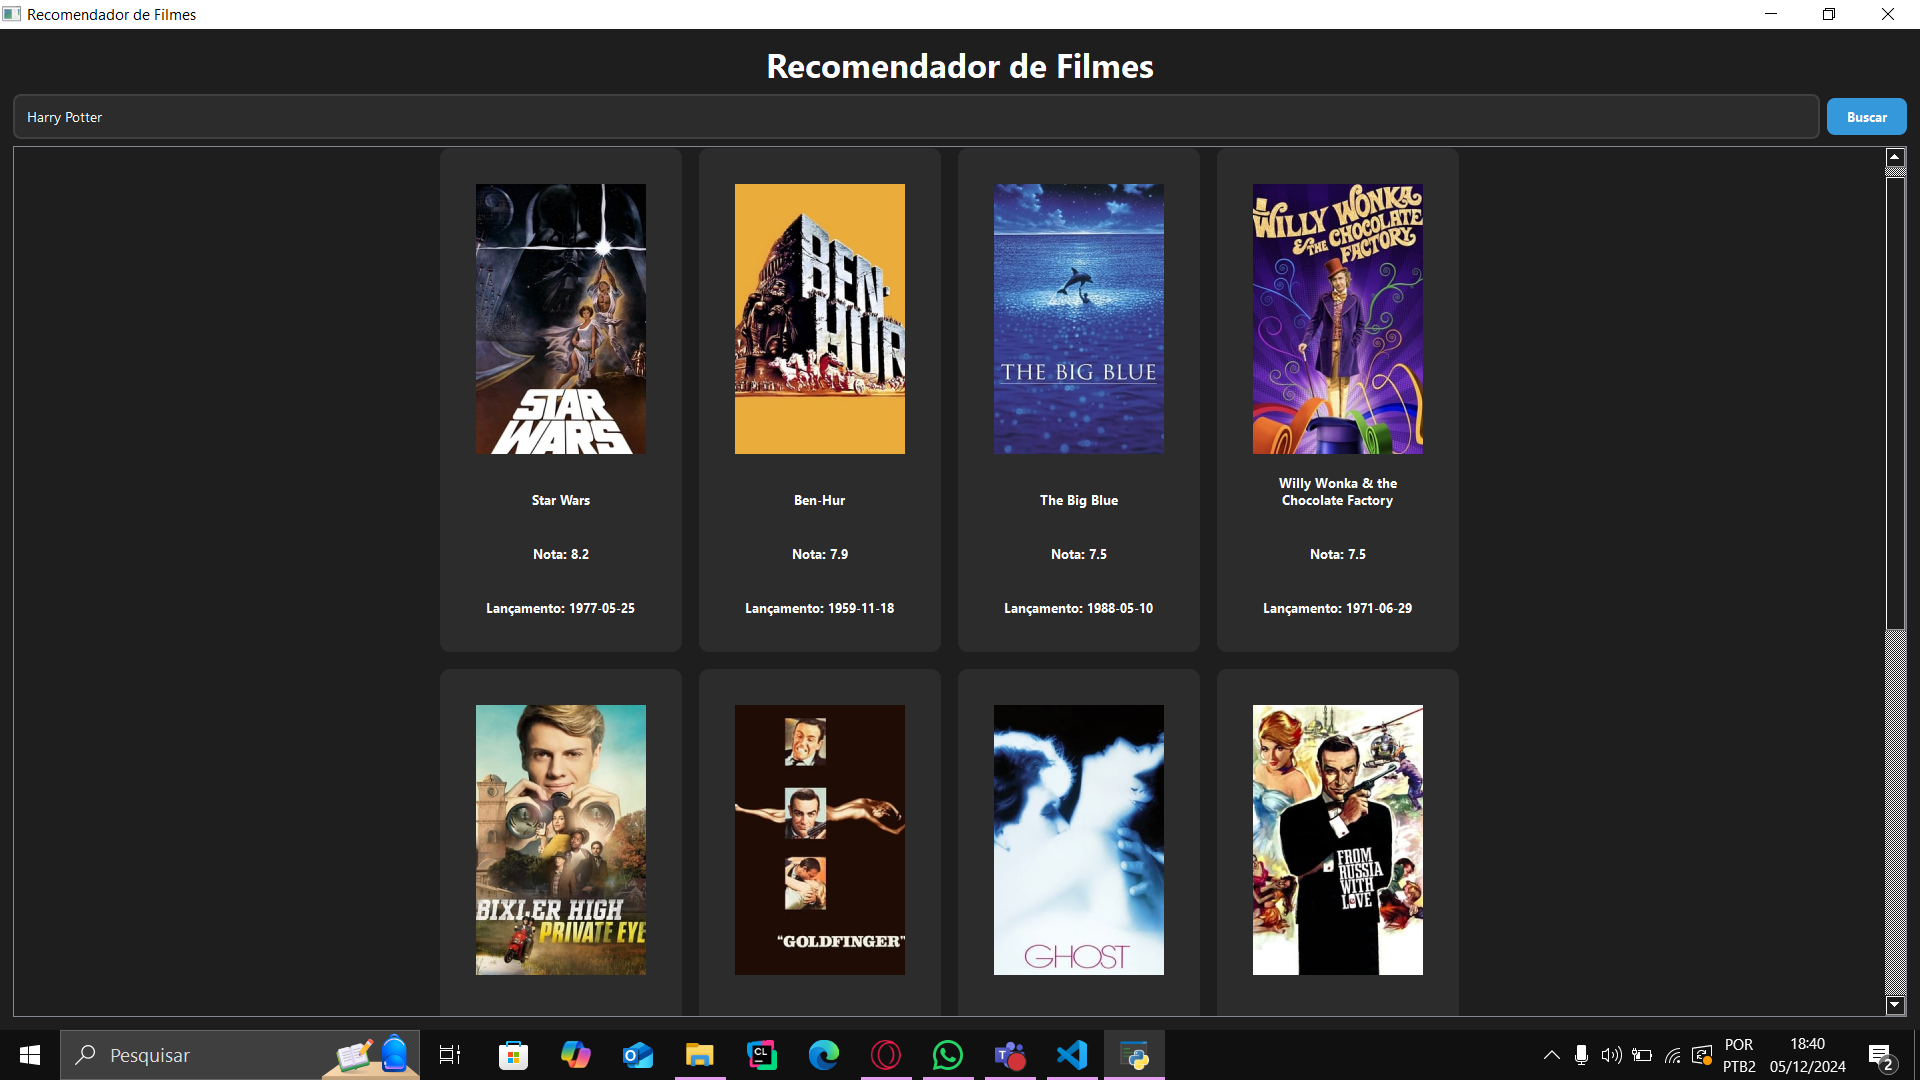 Recomendador de Filmes
Recomendador de Filmes
Harry Potter
Buscar
STAR
WARS
BEN-
HUR
THE BIG BLUE
WILLY WONKA
& THE CHOCOLATE
FACTORY
Star Wars
Ben-Hur
The Big Blue
Willy Wonka & the
Chocolate Factory
Nota: 8.2
Nota: 7.9
Nota: 7.5
Nota: 7.5
Lançamento: 1977-05-25
Lançamento: 1959-11-18
Lançamento: 1988-05-10
Lançamento: 1971-06-29
BIXLER HIGH
PRIVATE EYE
"GOLDFINGER"
GHOST
FROM
RUSSIA
WITH
LOVE
Pesquisar
CL
POR
PTB2
18:40
05/12/2024
2